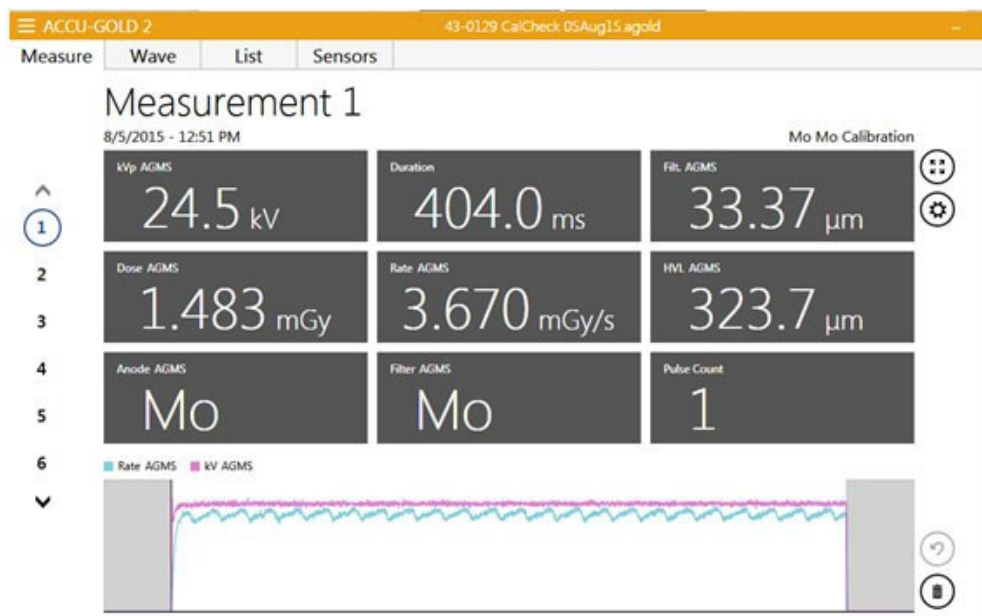 ACCU-GOLD 2 43-0129 CalCheck 05Aug15.agold
Measure Wave List Sensors
Measurement 1
8/5/2015 - 12:51 PM Mo Mo Calibration
kVp AGMS Duration Filt. AGMS
24.5 kV 404.0 ms 33.37 µm
Dose AGMS Rate AGMS HVL AGMS
1.483 mGy 3.670 mGy/s 323.7 µm
Anode AGMS Filter AGMS Pulse Count
Mo Mo 1
1
2
3
4
5
6
Rate AGMS kV AGMS